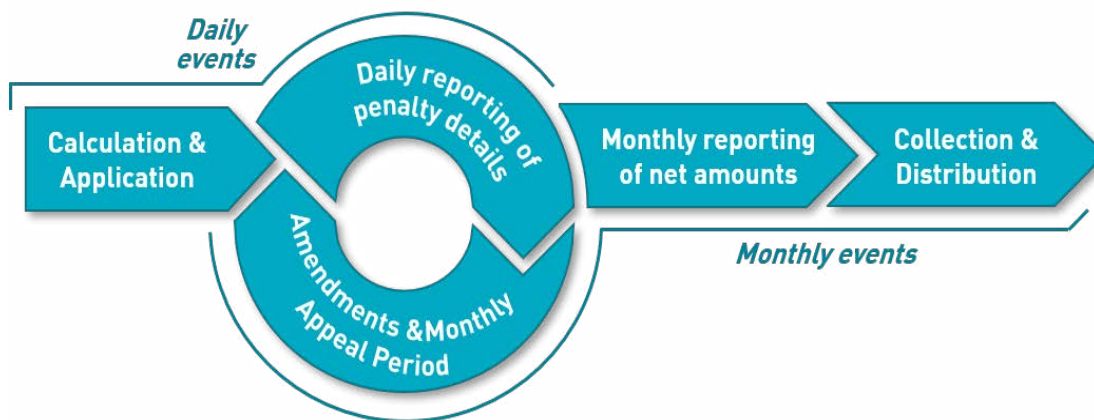 Daily
events
Calculation &
Application
Daily reporting of
penalty details
Amendments &Monthly
Appeal Period
Monthly reporting
of net amounts
Collection &
Distribution
Monthly events